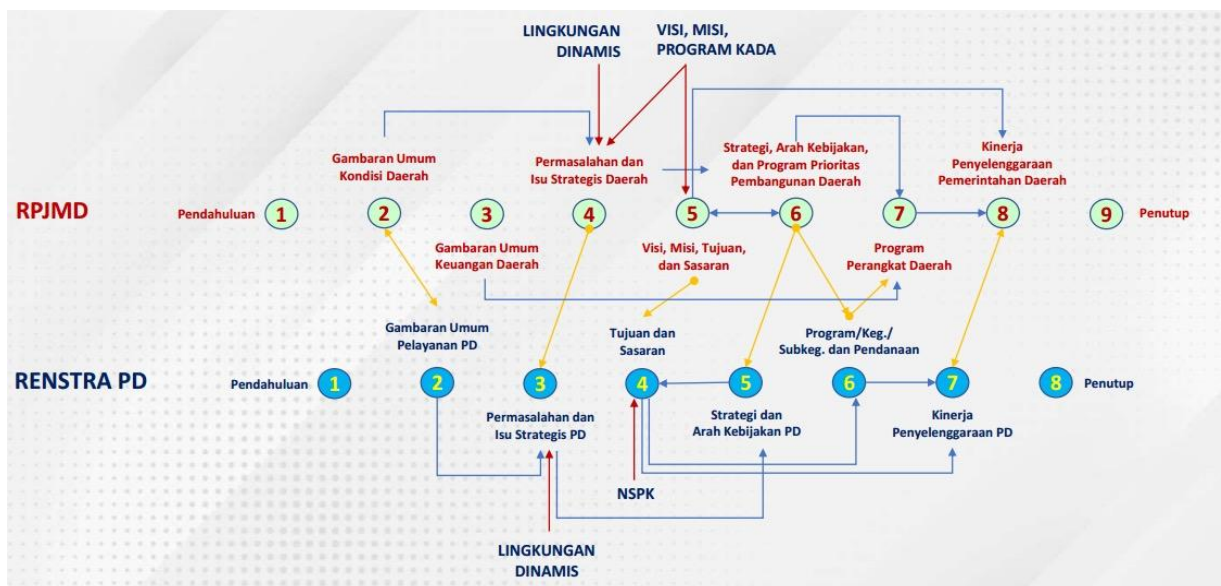 LINGKUNGAN
DINAMIS
VISI, MISI,
PROGRAM KADA
Gambaran Umum
Kondisi Daerah
Permasalahan dan
Isu Strategis Daerah
Strategi, Arah Kebijakan,
dan Program Prioritas
Pembangunan Daerah
Kinerja
Penyelenggaraan
Pemerintahan Daerah
RPJMD
Pendahuluan
1
2
3
4
5
6
7
8
9
Penutup
Gambaran Umum
Keuangan Daerah
Visi, Misi, Tujuan,
dan Sasaran
Program
Perangkat Daerah
Gambaran Umum
Pelayanan PD
Tujuan dan
Sasaran
Program/Keg./
Subkeg. dan Pendanaan
RENSTRA PD
Pendahuluan
1
2
3
4
5
6
7
8
Penutup
Permasalahan dan
Isu Strategis PD
Strategi dan
Arah Kebijakan PD
Kinerja
Penyelenggaraan PD
NSPK
LINGKUNGAN
DINAMIS